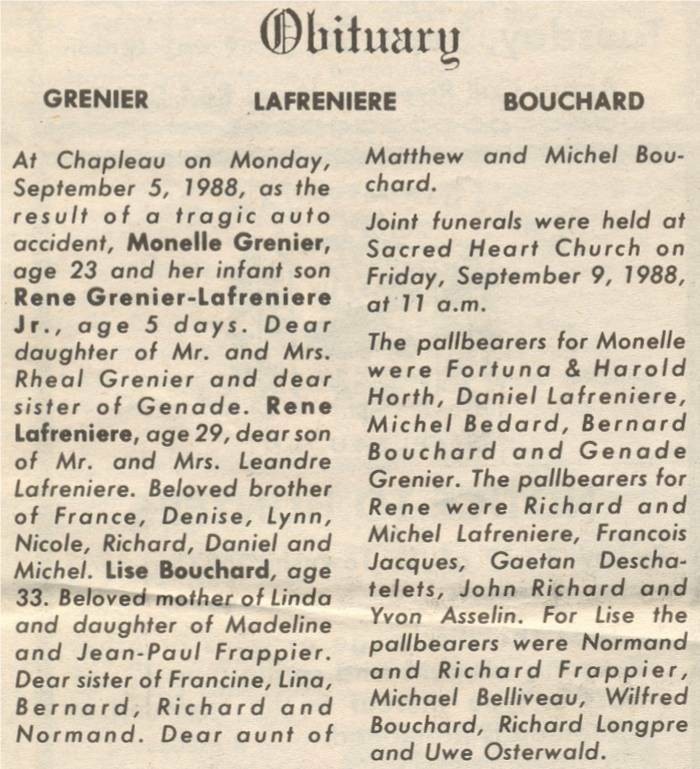 Obituary
GRENIER LAFRENIERE BOUCHARD
At Chapleau on Monday,
September 5, 1988, as the
result of a tragic auto
accident, Monelle Grenier,
age 23 and her infant son
Rene Grenier-Lafreniere
Jr., age 5 days. Dear
daughter of Mr. and Mrs.
Rheal Grenier and dear
sister of Genade. Rene
Lafreniere, age 29, dear son
of Mr. and Mrs. Leandre
Lafreniere. Beloved brother
of France, Denise, Lynn,
Nicole, Richard, Daniel and
Michel. Lise Bouchard, age
33. Beloved mother of Linda
and daughter of Madeline
and Jean-Paul Frappier.
Dear sister of Francine, Lina,
Bernard, Richard and
Normand. Dear aunt of
Matthew and Michel Bou-
chard.
Joint funerals were held at
Sacred Heart Church on
Friday, September 9, 1988,
at 11 a.m.
The pallbearers for Monelle
were Fortuna & Harold
Horth, Daniel Lafreniere,
Michel Bedard, Bernard
Bouchard and Genade
Grenier. The pallbearers for
Rene were Richard and
Michel Lafreniere, Francois
Jacques, Gaetan Descha-
telets, John Richard and
Yvon Asselin. For Lise the
pallbearers were Normand
and Richard Frappier,
Michael Belliveau, Wilfred
Bouchard, Richard Longpre
and Uwe Osterwald.